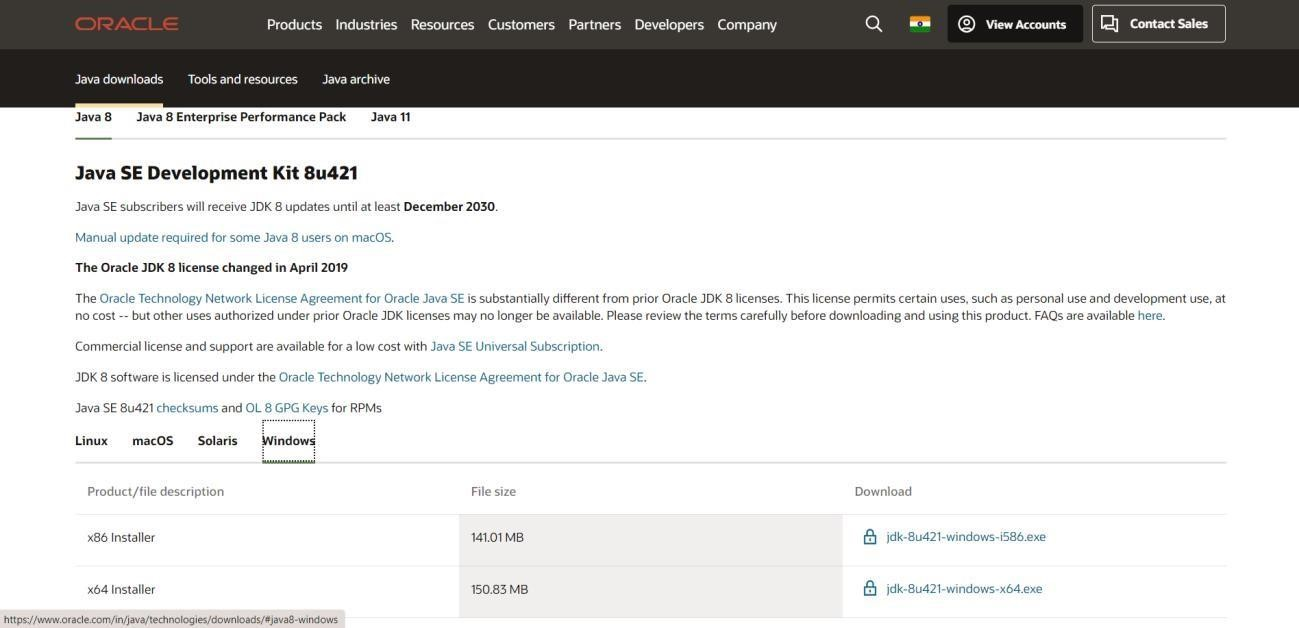 ORACLE
Products Industries Resources Customers Partners Developers Company
View Accounts
Contact Sales
Java downloads Tools and resources Java archive
Java 8 Java 8 Enterprise Performance Pack Java 11
Java SE Development Kit 8u421
Java SE subscribers will receive JDK 8 updates until at least December 2030.
Manual update required for some Java 8 users on macOS.
The Oracle JDK 8 license changed in April 2019
The Oracle Technology Network License Agreement for Oracle Java SE is substantially different from prior Oracle JDK 8 licenses. This license permits certain uses, such as personal use and development use, at
no cost -- but other uses authorized under prior Oracle JDK licenses may no longer be available. Please review the terms carefully before downloading and using this product. FAQs are available here.
Commercial license and support are available for a low cost with Java SE Universal Subscription.
JDK 8 software is licensed under the Oracle Technology Network License Agreement for Oracle Java SE.
Java SE 8u421 checksums and OL 8 GPG Keys for RPMs
Linux macOS Solaris Windows
Product/file description File size Download
x86 Installer 141.01 MB jdk-8u421-windows-i586.exe
x64 Installer 150.83 MB jdk-8u421-windows-x64.exe
https://www.oracle.com/in/java/technologies/downloads/#java8-windows